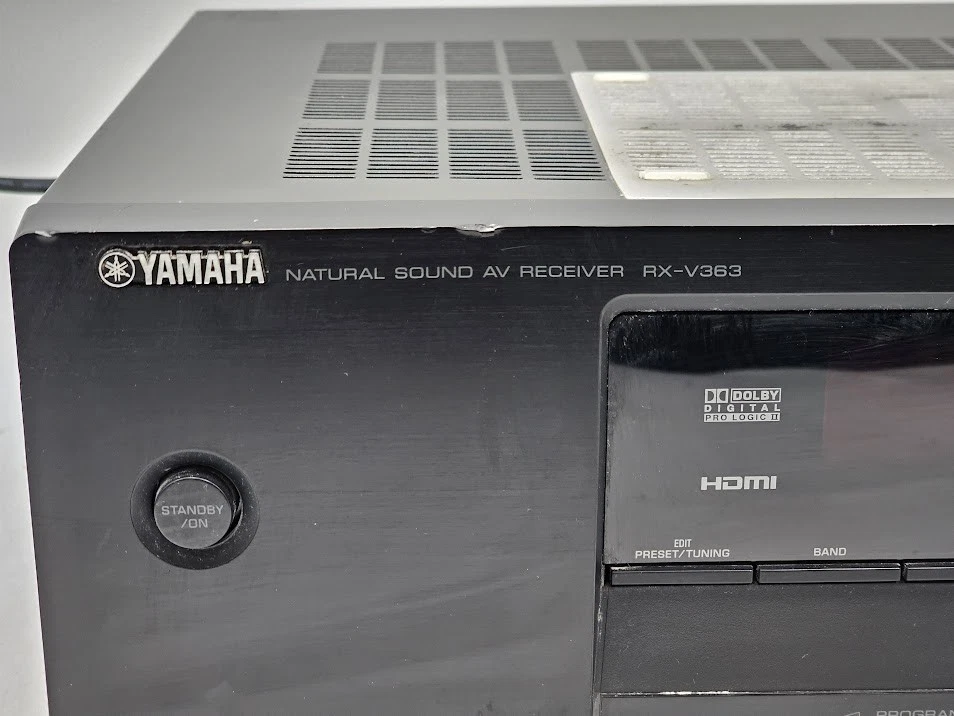 YAMAHA NATURAL SOUND AV RECEIVER RX-V363
DOLBY
DIGITAL
PRO LOGIC II
HDMI
STANDBY
/ON
EDIT
PRESET/TUNING
BAND